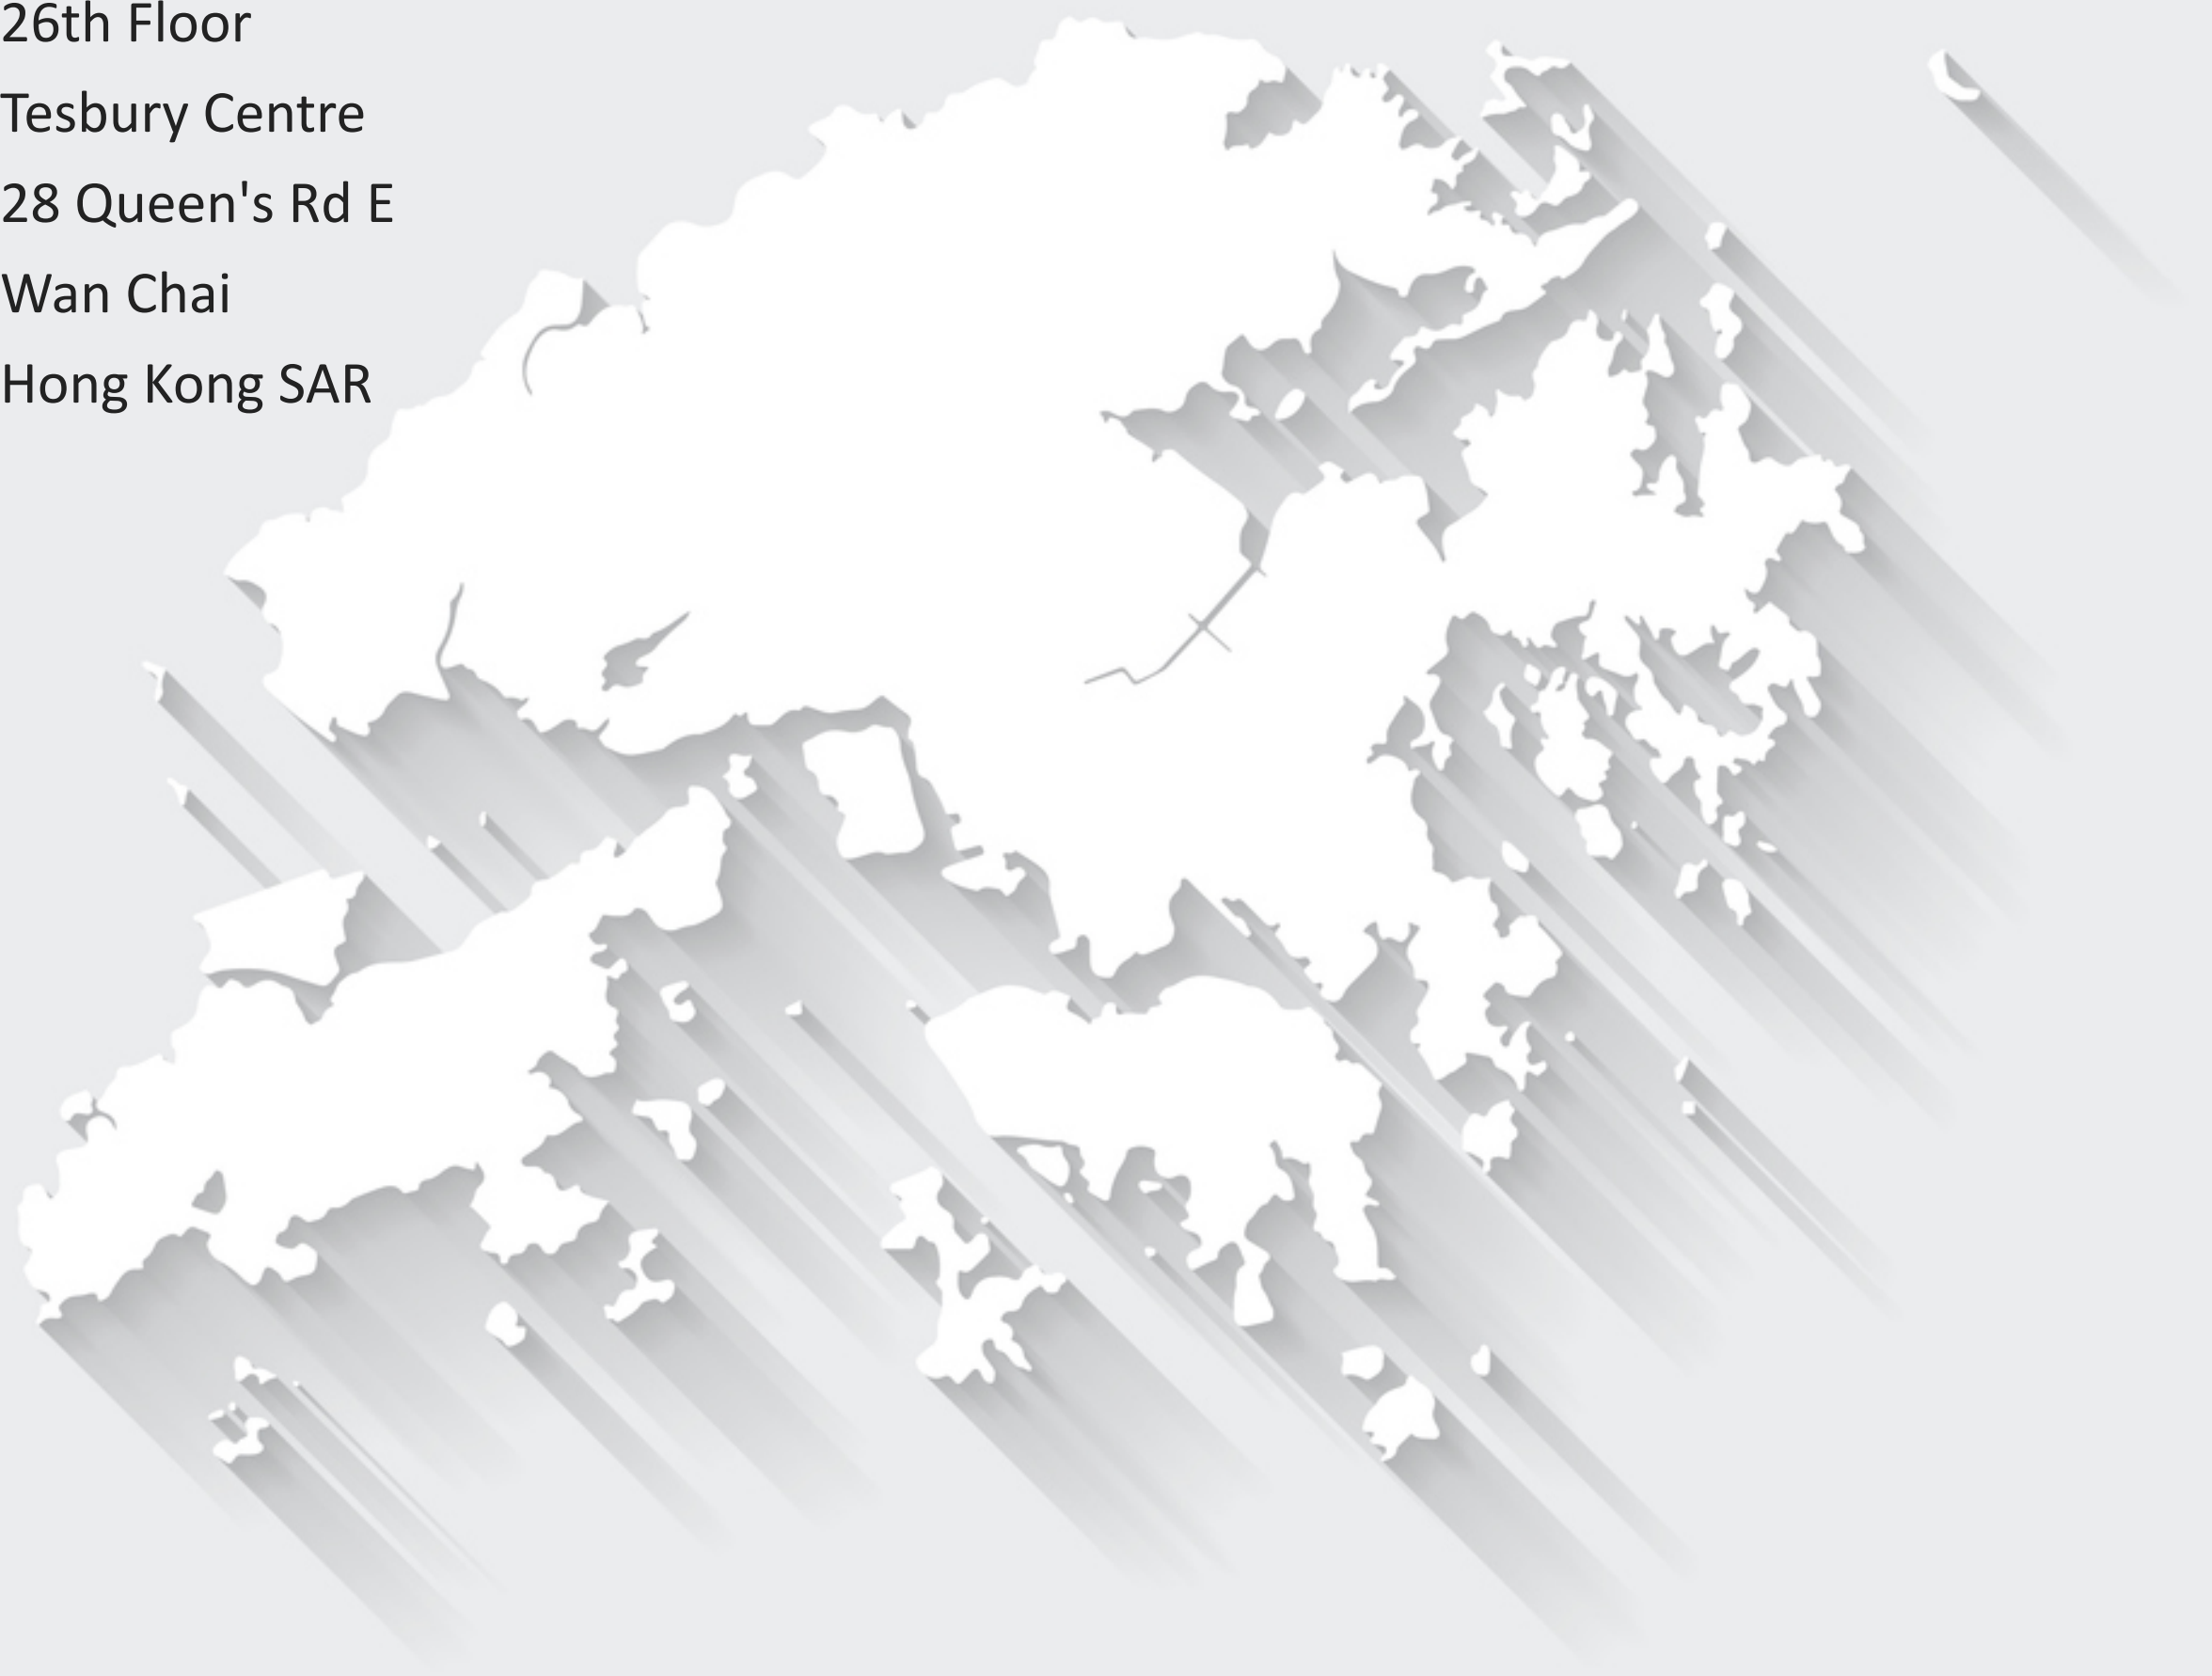 26th Floor
Tesbury Centre
28 Queen's Rd E
Wan Chai
Hong Kong SAR